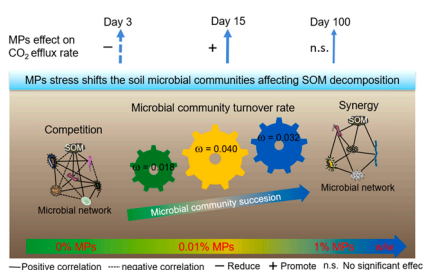 Day 3 Day 15 Day 100
MPs effect on
CO2 efflux rate
− + n.s.
MPs stress shifts the soil microbial communities affecting SOM decomposition
Microbial community turnover rate
Competition
Synergy
SOM
ω = 0.018
ω = 0.040
ω = 0.032
SOM
Microbial network
Microbial network
Microbial community succesion
0% MPs 0.01% MPs 1% MPs
—Positive correlation ---- negative correlation − Reduce + Promote n.s. No significant effec